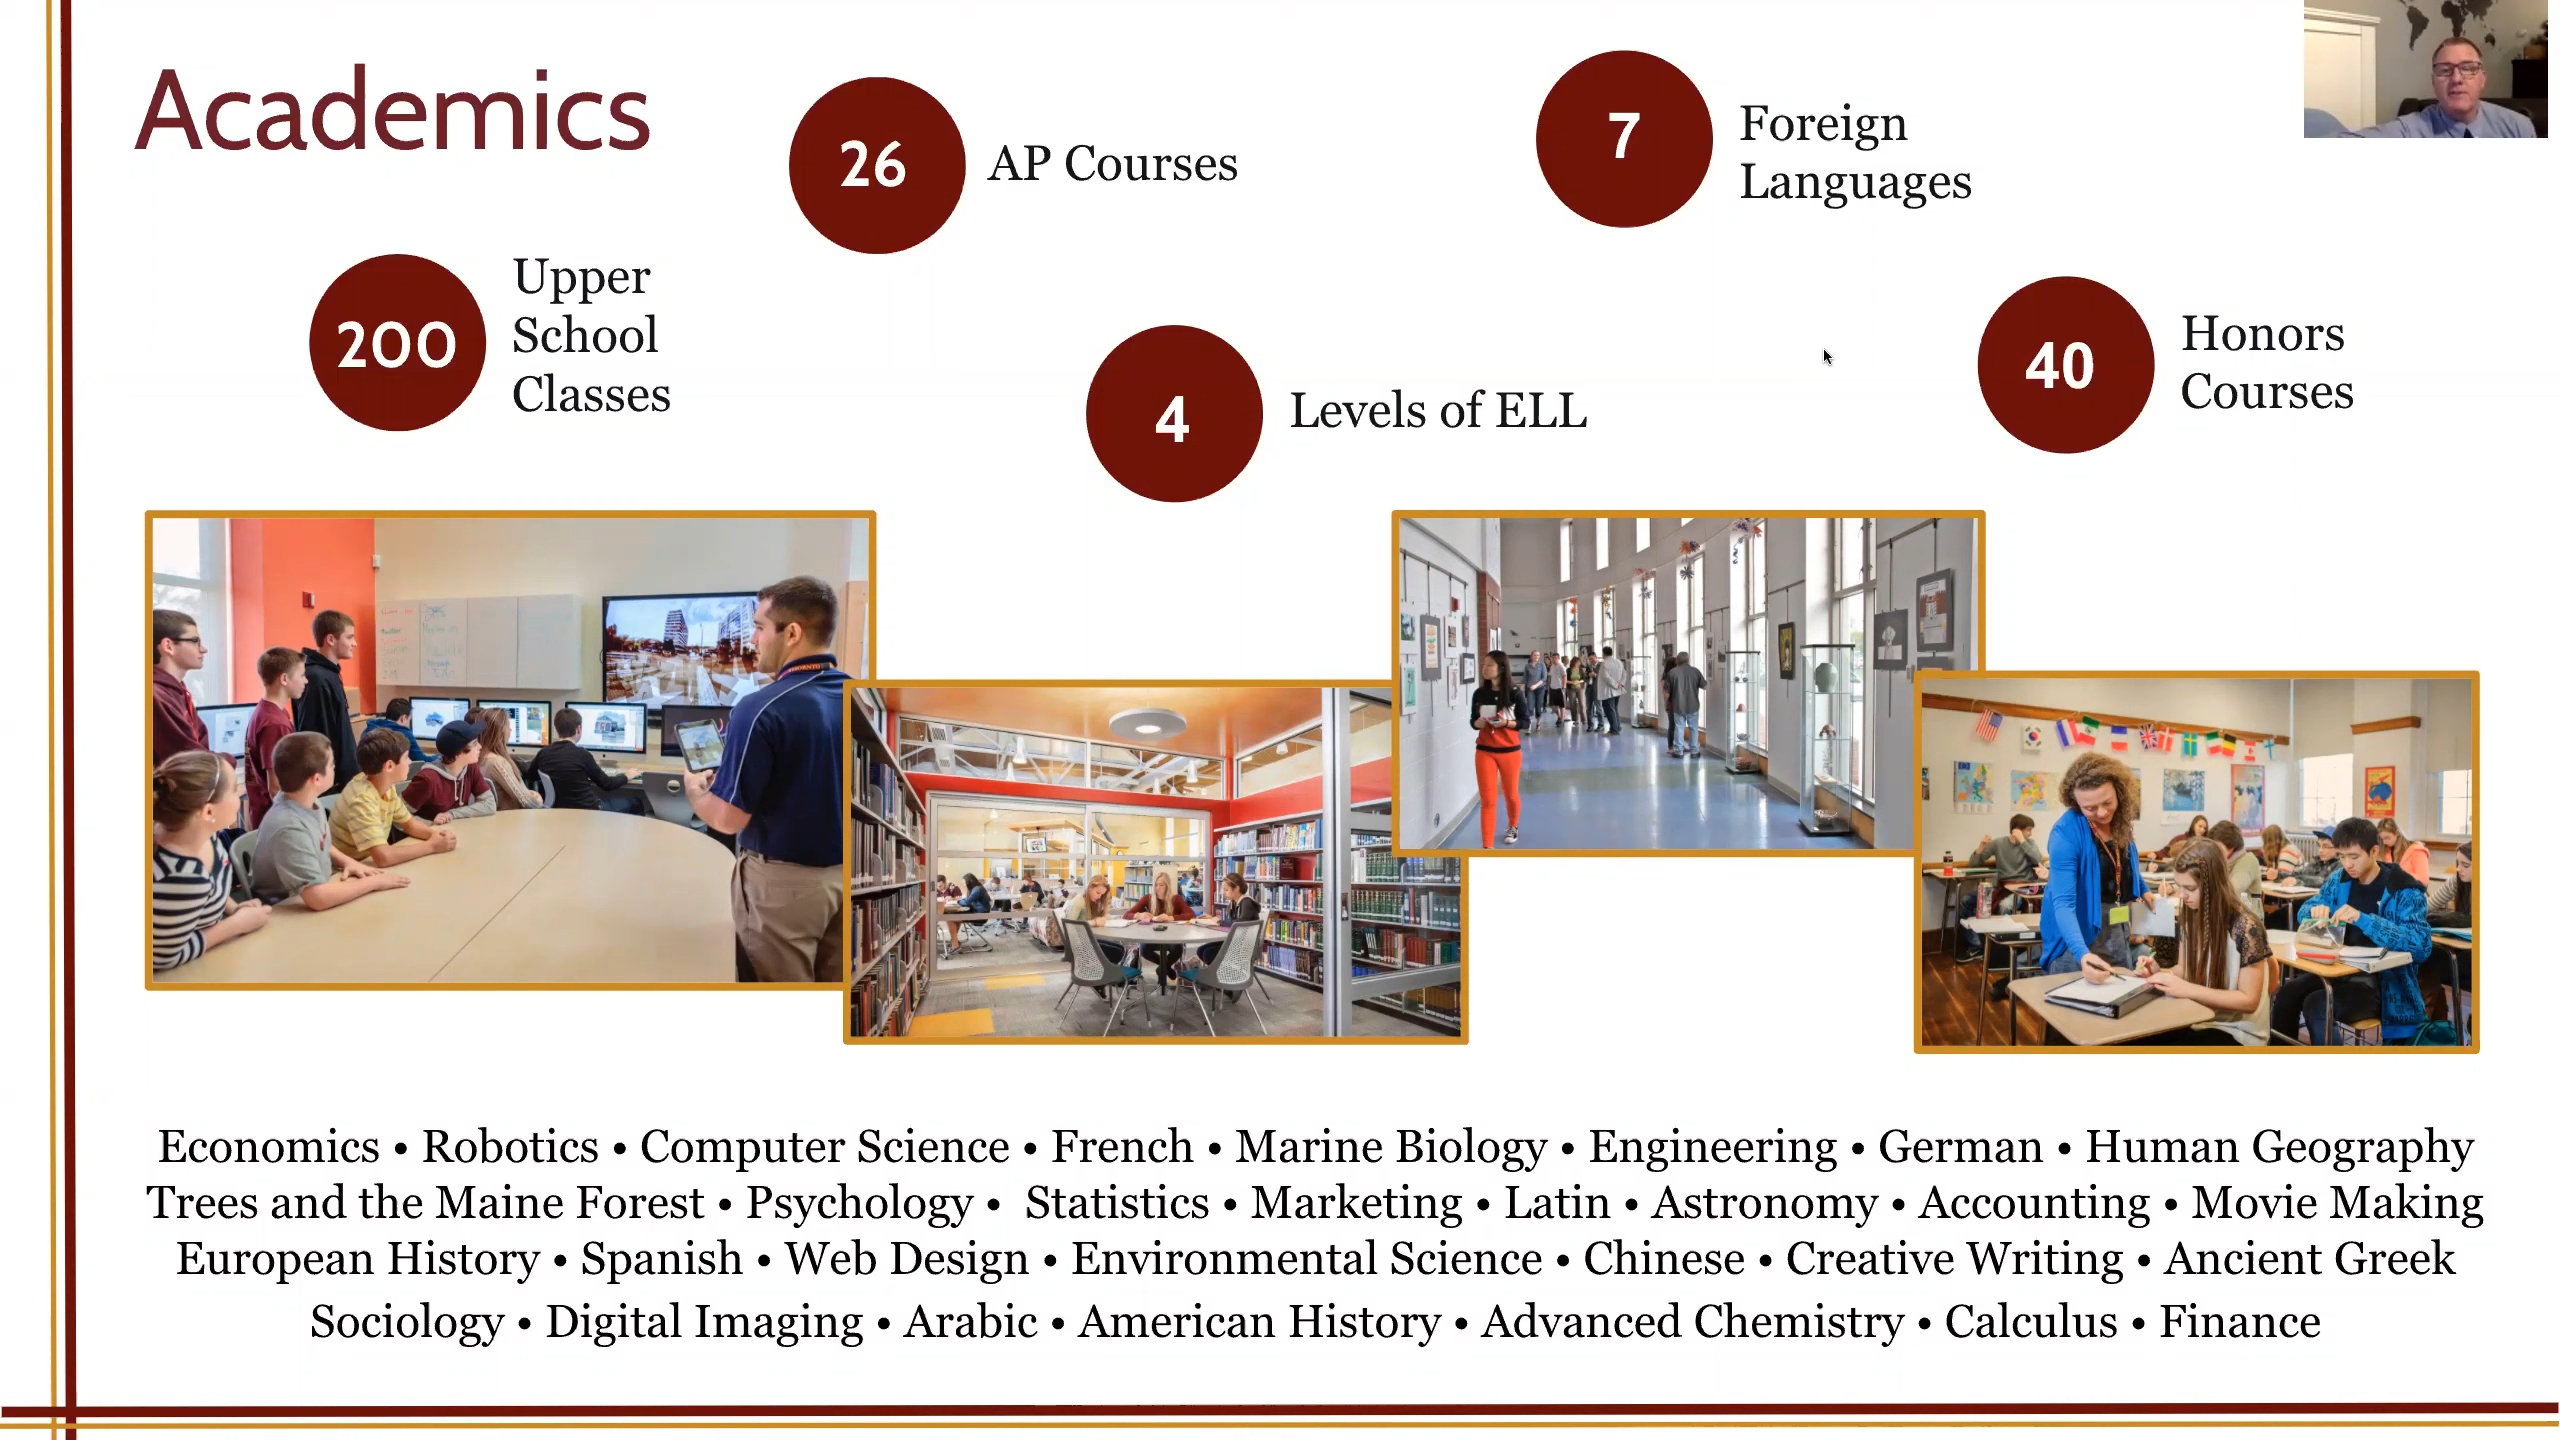 Academics
26
AP Courses
7
Foreign
Languages
200
Upper
School
Classes
4
Levels of ELL
40
Honors
Courses
Economics • Robotics • Computer Science • French • Marine Biology • Engineering • German • Human Geography
Trees and the Maine Forest • Psychology • Statistics • Marketing • Latin • Astronomy • Accounting • Movie Making
European History • Spanish • Web Design • Environmental Science • Chinese • Creative Writing • Ancient Greek
Sociology • Digital Imaging • Arabic • American History • Advanced Chemistry • Calculus • Finance